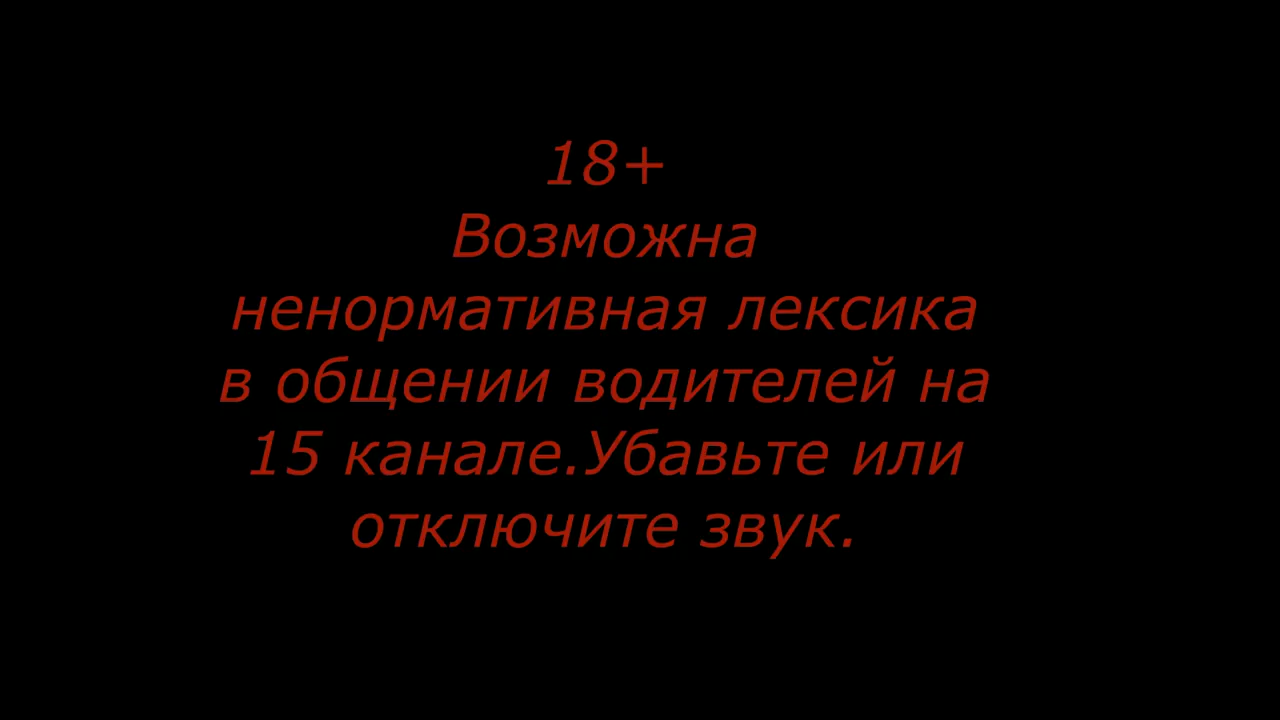 18+
Возможна
ненормативная лексика
в общении водителей на
15 канале.Убавьте или
отключите звук.